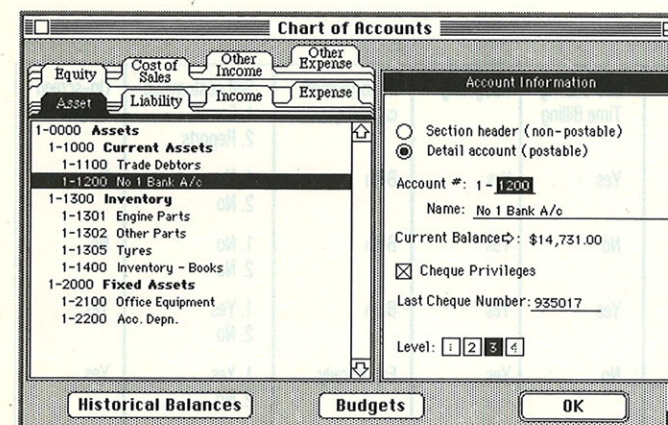 Chart of Accounts
Equity
Cost of Sales
Other Income
Other Expense
Asset
Liability
Income
Expense
1-0000 Assets
1-1000 Current Assets
1-1100 Trade Debtors
1-1200 No 1 Bank A/c
1-1300 Inventory
1-1301 Engine Parts
1-1302 Other Parts
1-1305 Tyres
1-1400 Inventory - Books
1-2000 Fixed Assets
1-2100 Office Equipment
1-2200 Acc. Depn.
Account Information
Section header (non-postable)
Detail account (postable)
Account #: 1-1200
Name: No 1 Bank A/c
Current Balance⇨: $14,731.00
Cheque Privileges
Last Cheque Number: 935017
Level: 1 2 3 4
Historical Balances
Budgets
OK